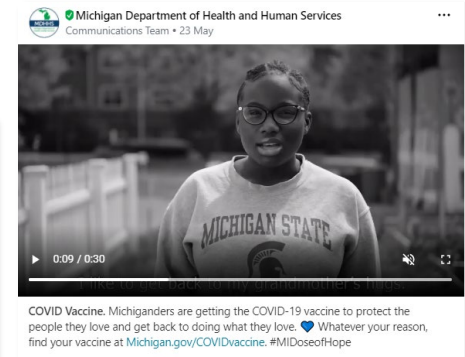 MDHHS
Michigan Department of Health and Human Services
Communications Team • 23 May
MICHIGAN STATE
0:09 / 0:30
I like to get back to my grandmother's hugs.
COVID Vaccine. Michiganders are getting the COVID-19 vaccine to protect the
people they love and get back to doing what they love. 💙 Whatever your reason,
find your vaccine at Michigan.gov/COVIDvaccine. #MIDoseofHope